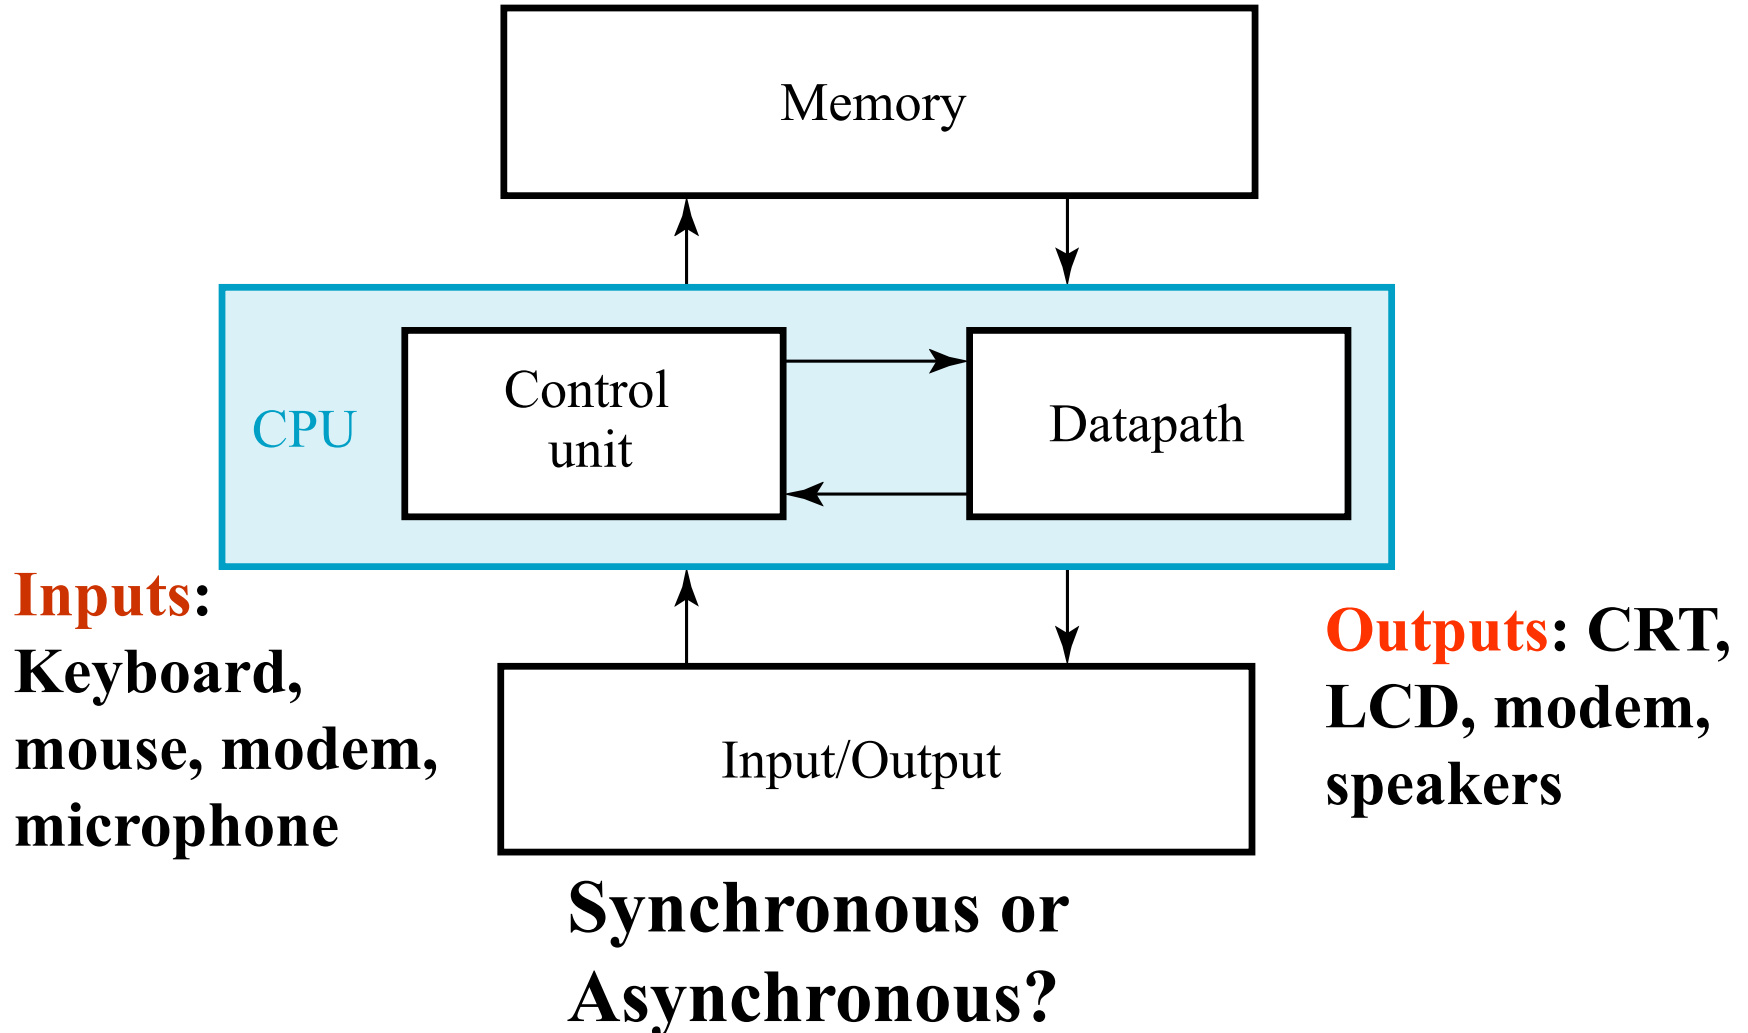 Memory
Control
unit
CPU
Datapath
Inputs:
Keyboard,
mouse, modem,
microphone
Outputs: CRT,
LCD, modem,
speakers
Input/Output
Synchronous or
Asynchronous?